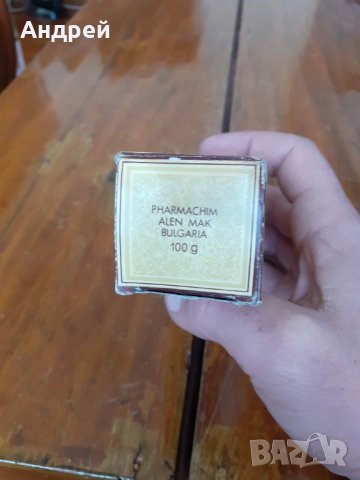 Андрей
PHARMACHIM
ALEN MAK
BULGARIA
100 g
BAZAR